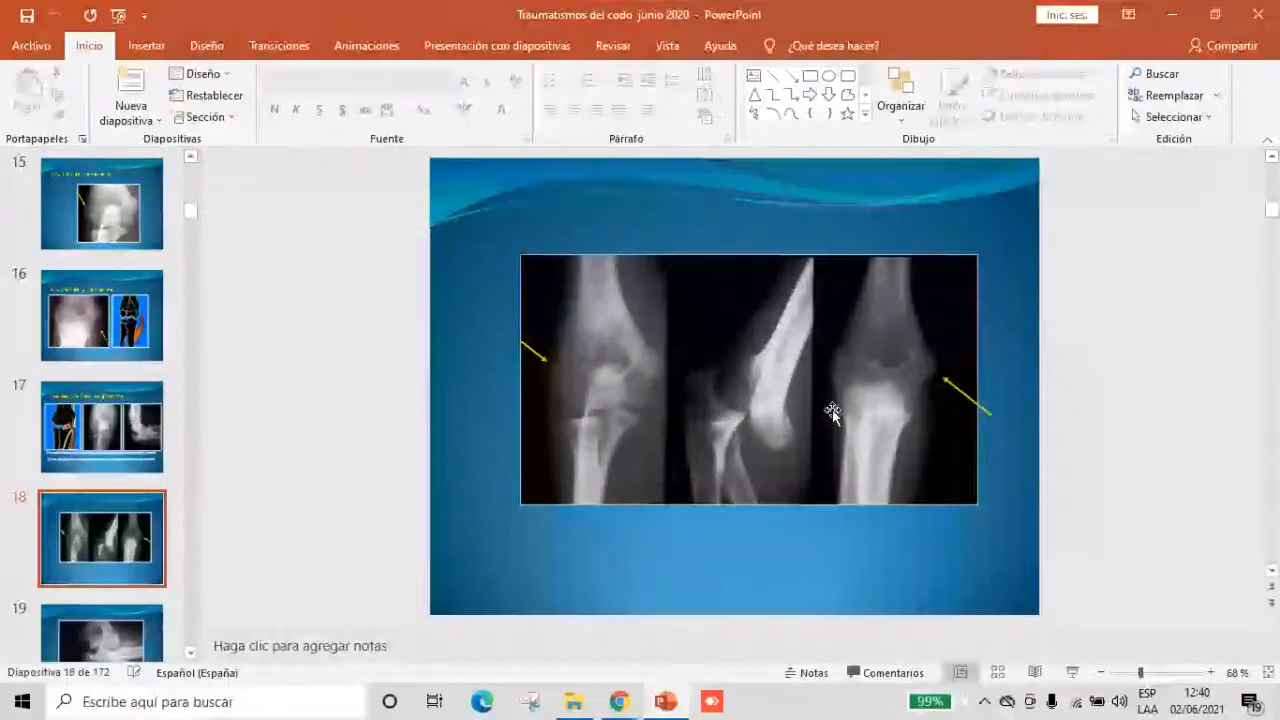 Traumatismos del codo junio 2020 - PowerPoint
Inic. ses.
Archivo Inicio Insertar Diseño Transiciones Animaciones Presentación con diapositivas Revisar Vista Ayuda ¿Qué desea hacer? Compartir
Nueva diapositiva
Diseño
Restablecer
Sección
N K S S
Organizar
Buscar
Reemplazar
Seleccionar
Portapapeles Diapositivas Fuente Párrafo Dibujo Edición
15
16
17
18
19
Haga clic para agregar notas
Diapositiva 18 de 172 Español (España) Notas Comentarios 68 %
Escribe aquí para buscar
99%
ESP
LAA
12:40
02/06/2021
19